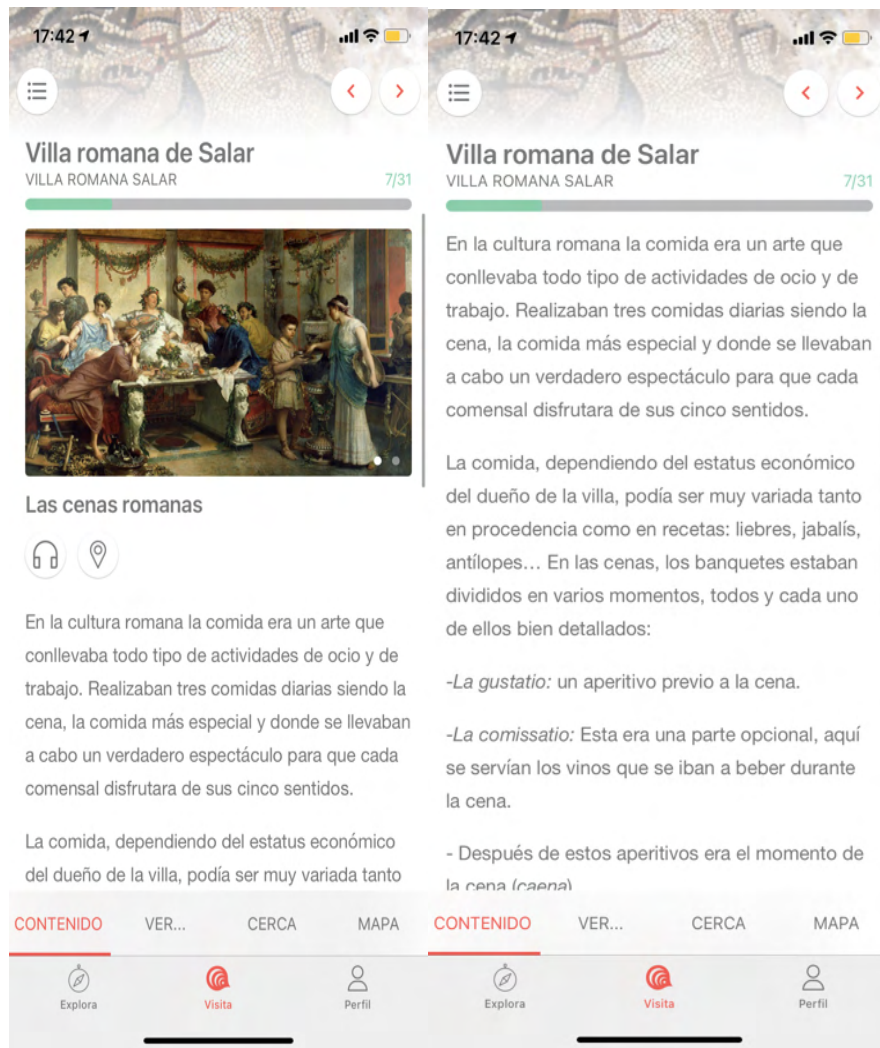 17:42
Villa romana de Salar
VILLA ROMANA SALAR
7/31
Las cenas romanas
En la cultura romana la comida era un arte que
conllevaba todo tipo de actividades de ocio y de
trabajo. Realizaban tres comidas diarias siendo la
cena, la comida más especial y donde se llevaban
a cabo un verdadero espectáculo para que cada
comensal disfrutara de sus cinco sentidos.
La comida, dependiendo del estatus económico
del dueño de la villa, podía ser muy variada tanto
CONTENIDO
VER...
CERCA
MAPA
Explora
Visita
Perfil
17:42
Villa romana de Salar
VILLA ROMANA SALAR
7/31
En la cultura romana la comida era un arte que
conllevaba todo tipo de actividades de ocio y de
trabajo. Realizaban tres comidas diarias siendo la
cena, la comida más especial y donde se llevaban
a cabo un verdadero espectáculo para que cada
comensal disfrutara de sus cinco sentidos.
La comida, dependiendo del estatus económico
del dueño de la villa, podía ser muy variada tanto
en procedencia como en recetas: liebres, jabalís,
antílopes… En las cenas, los banquetes estaban
divididos en varios momentos, todos y cada uno
de ellos bien detallados:
-La gustatio: un aperitivo previo a la cena.
-La comissatio: Esta era una parte opcional, aquí
se servían los vinos que se iban a beber durante
la cena.
- Después de estos aperitivos era el momento de
la cena (caena)
CONTENIDO
VER...
CERCA
MAPA
Explora
Visita
Perfil